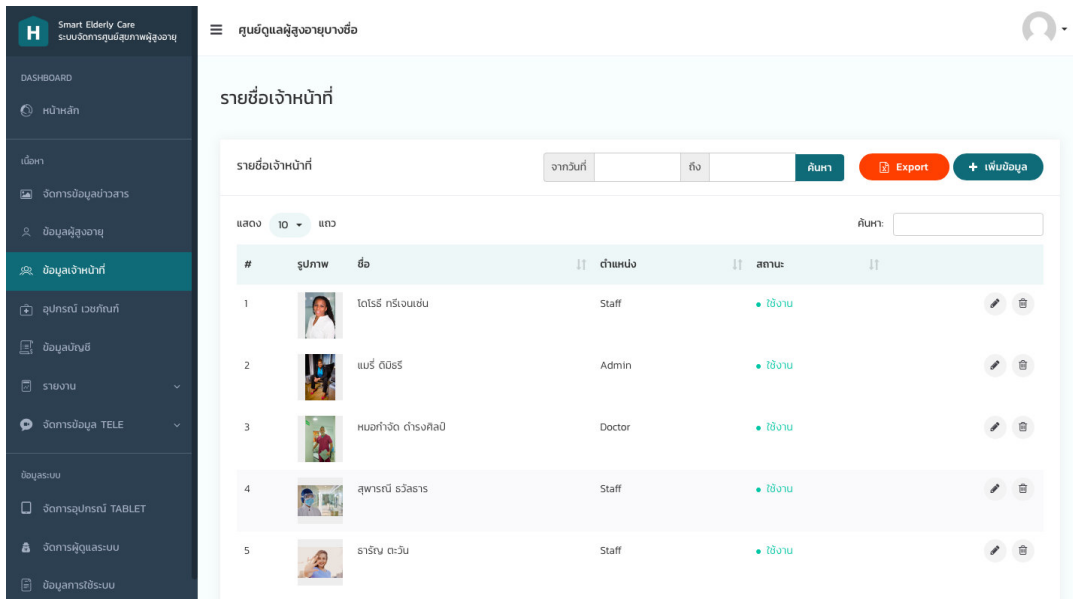 H
Smart Elderly Care
ระบบจัดการศูนย์สุขภาพผู้สูงอายุ
ศูนย์ดูแลผู้สูงอายุบางซื่อ
DASHBOARD
หน้าหลัก
เนื้อหา
จัดการข้อมูลข่าวสาร
ข้อมูลผู้สูงอายุ
ข้อมูลเจ้าหน้าที่
อุปกรณ์ เวชภัณฑ์
ข้อมูลบัญชี
รายงาน
จัดการข้อมูล TELE
ข้อมูลระบบ
จัดการอุปกรณ์ TABLET
จัดการผู้ดูแลระบบ
ข้อมูลการใช้ระบบ
รายชื่อเจ้าหน้าที่
รายชื่อเจ้าหน้าที่ จากวันที่ ถึง ค้นหา Export + เพิ่มข้อมูล
แสดง 10 แถว ค้นหา:
# รูปภาพ ชื่อ ตำแหน่ง สถานะ
1 โดโรธี ทรีเจนเซ่น Staff ใช้งาน
2 แมรี่ ดิมิธรี Admin ใช้งาน
3 หมอกำจัด ดำรงศิลป์ Doctor ใช้งาน
4 สุพารณี ธวัลธาร Staff ใช้งาน
5 ธารัญ ตะวัน Staff ใช้งาน